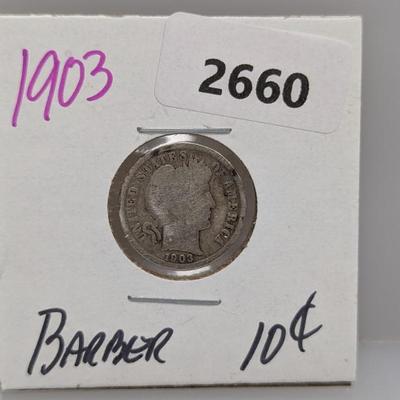 1903
2660
UNITED STATES OF AMERICA
1903
BARBER 10¢